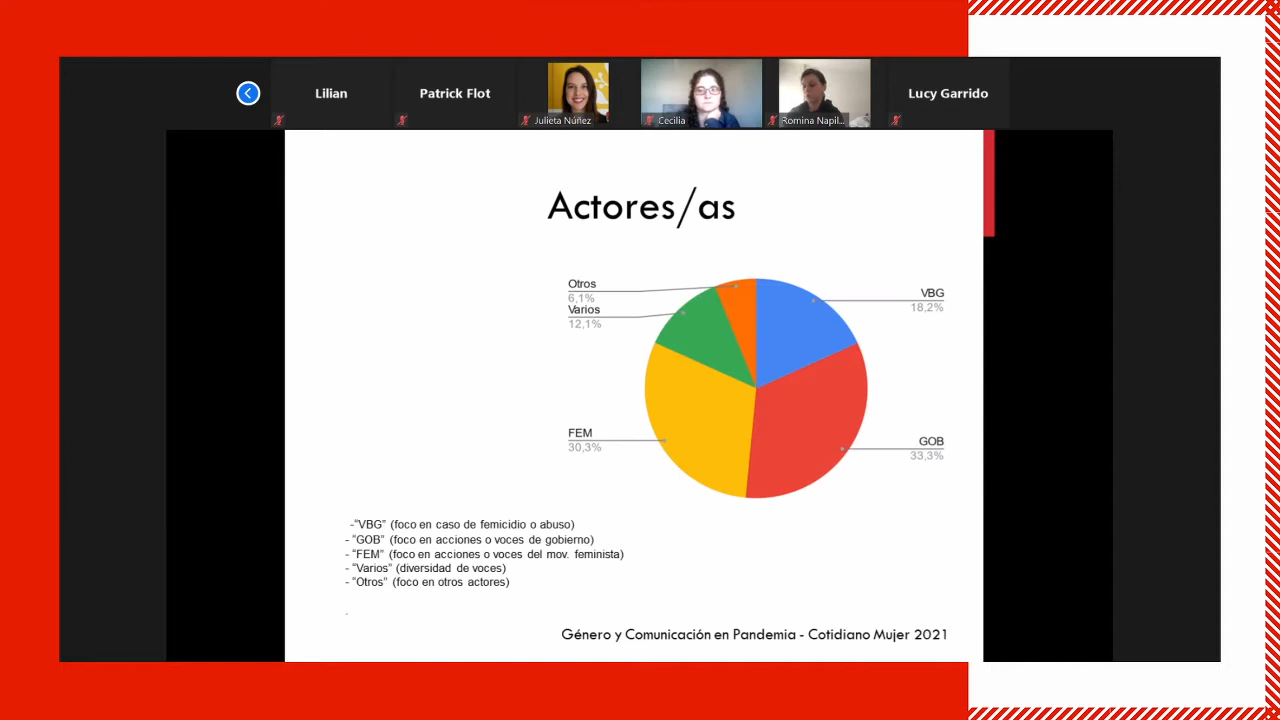 Lilian
Patrick Flot
Julieta Núñez
Cecilia
Romina Napil...
Lucy Garrido
Actores/as
Otros
6,1%
Varios
12,1%
VBG
18,2%
FEM
30,3%
GOB
33,3%
-“VBG” (foco en caso de femicidio o abuso)
- “GOB” (foco en acciones o voces de gobierno)
- “FEM” (foco en acciones o voces del mov. feminista)
- “Varios” (diversidad de voces)
- “Otros” (foco en otros actores)
-
Género y Comunicación en Pandemia - Cotidiano Mujer 2021